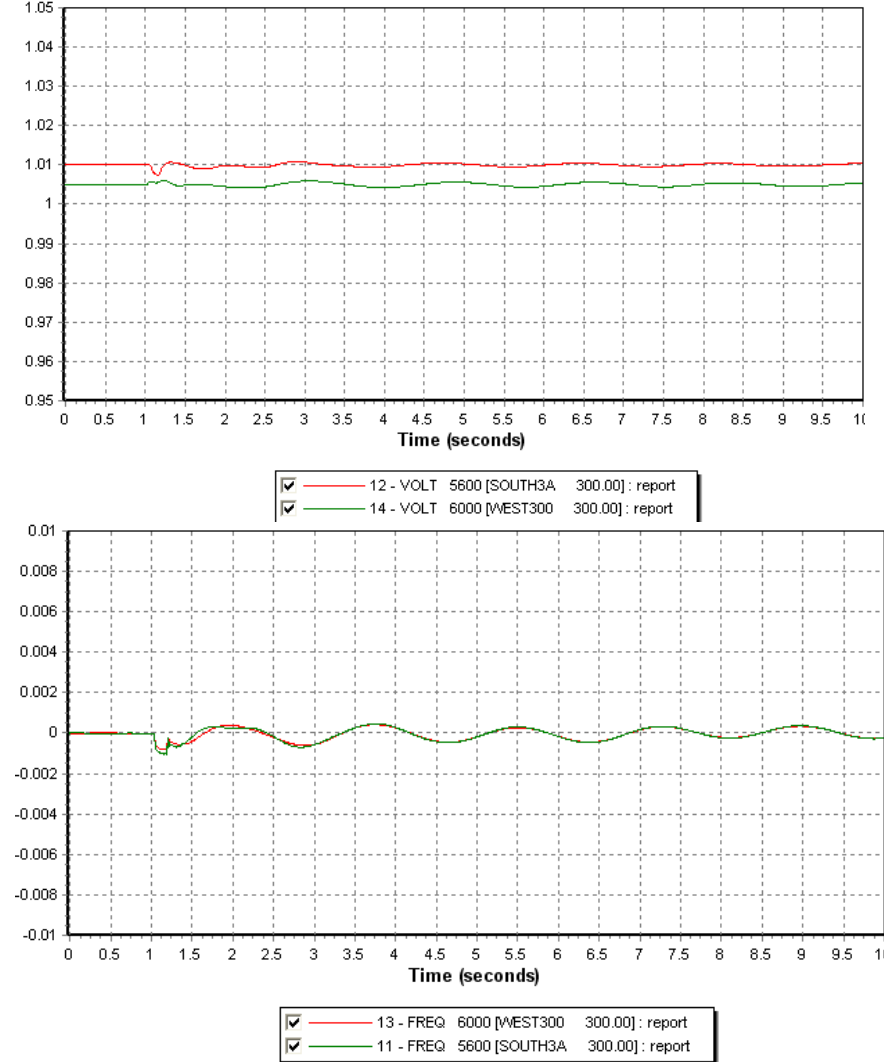 1.05
1.04
1.03
1.02
1.01
1
0.99
0.98
0.97
0.96
0.95
0 0.5 1 1.5 2 2.5 3 3.5 4 4.5 5 5.5 6 6.5 7 7.5 8 8.5 9 9.5
Time (seconds)
12 - VOLT 5600 [SOUTH3A 300.00] : report
14 - VOLT 6000 [WEST300 300.00] : report
0.01
0.008
0.006
0.004
0.002
0
-0.002
-0.004
-0.006
-0.008
-0.01
0 0.5 1 1.5 2 2.5 3 3.5 4 4.5 5 5.5 6 6.5 7 7.5 8 8.5 9 9.5
Time (seconds)
13 - FREQ 6000 [WEST300 300.00] : report
11 - FREQ 5600 [SOUTH3A 300.00] : report